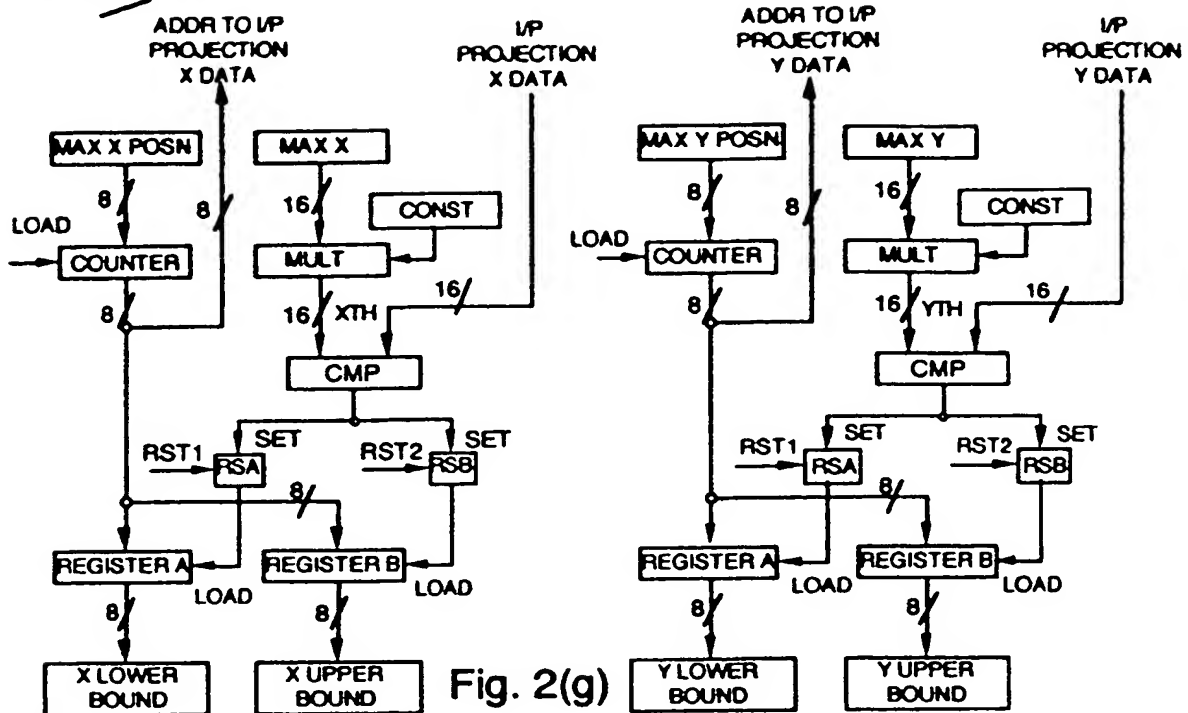 ADDR TO I/P
PROJECTION
X DATA
I/P
PROJECTION
X DATA
MAX X POSN
MAX X
8
16
8
CONST
LOAD
COUNTER
MULT
8
16
XTH
16
CMP
RST1
SET
RSA
RST2
SET
RSB
8
REGISTER A
LOAD
REGISTER B
LOAD
8
8
X LOWER
BOUND
X UPPER
BOUND
Fig. 2(g)
ADDR TO I/P
PROJECTION
Y DATA
I/P
PROJECTION
Y DATA
MAX Y POSN
MAX Y
8
16
8
CONST
LOAD
COUNTER
MULT
8
16
YTH
16
CMP
RST1
SET
RSA
RST2
SET
RSB
8
REGISTER A
LOAD
REGISTER B
LOAD
8
8
Y LOWER
BOUND
Y UPPER
BOUND